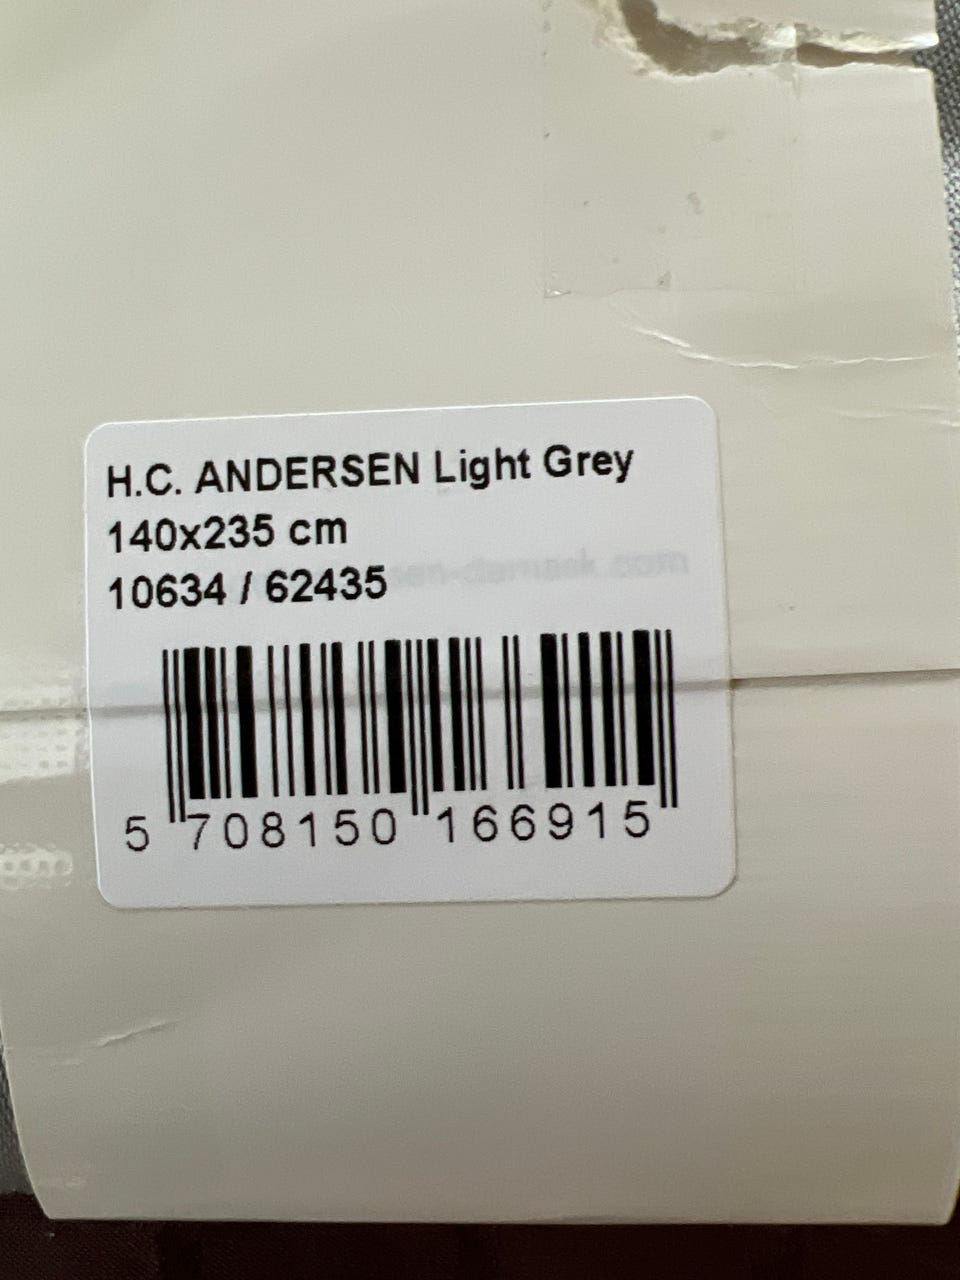 H.C. ANDERSEN Light Grey
140x235 cm
10634 / 62435
5 708150 166915